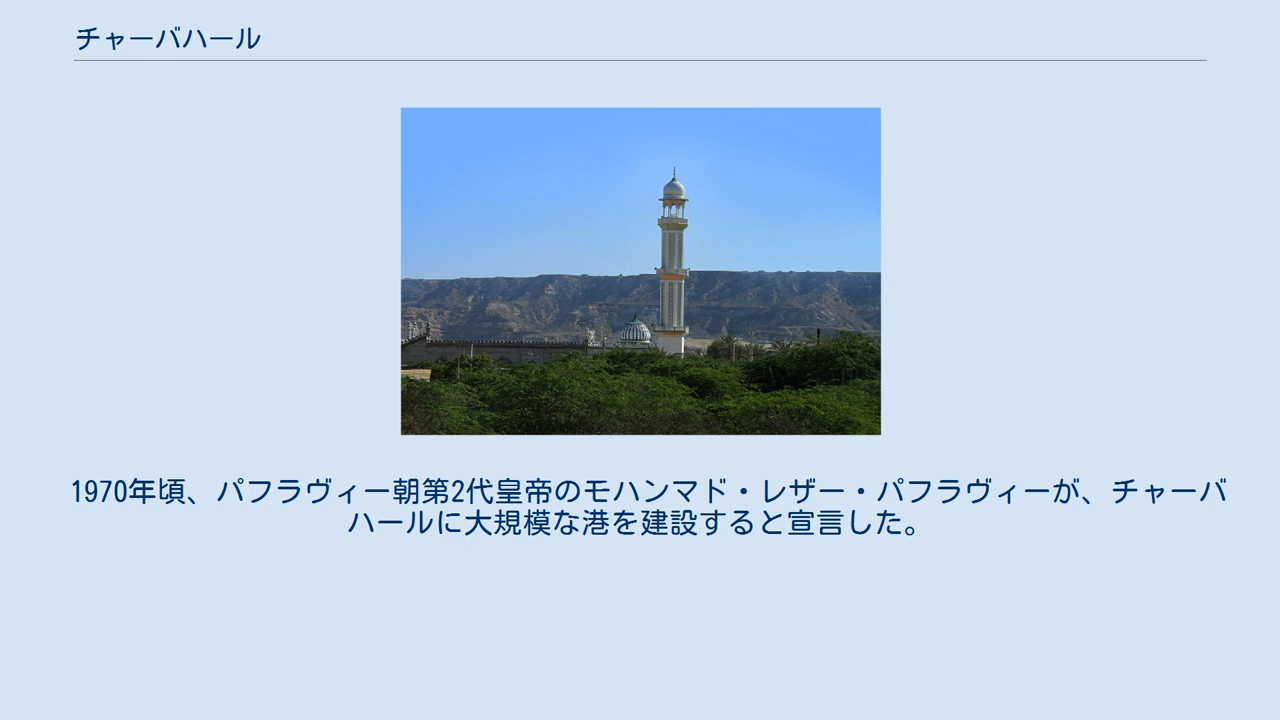 チャーバハール
1970年頃、パフラヴィー朝第2代皇帝のモハンマド・レザー・パフラヴィーが、チャーバ
ハールに大規模な港を建設すると宣言した。